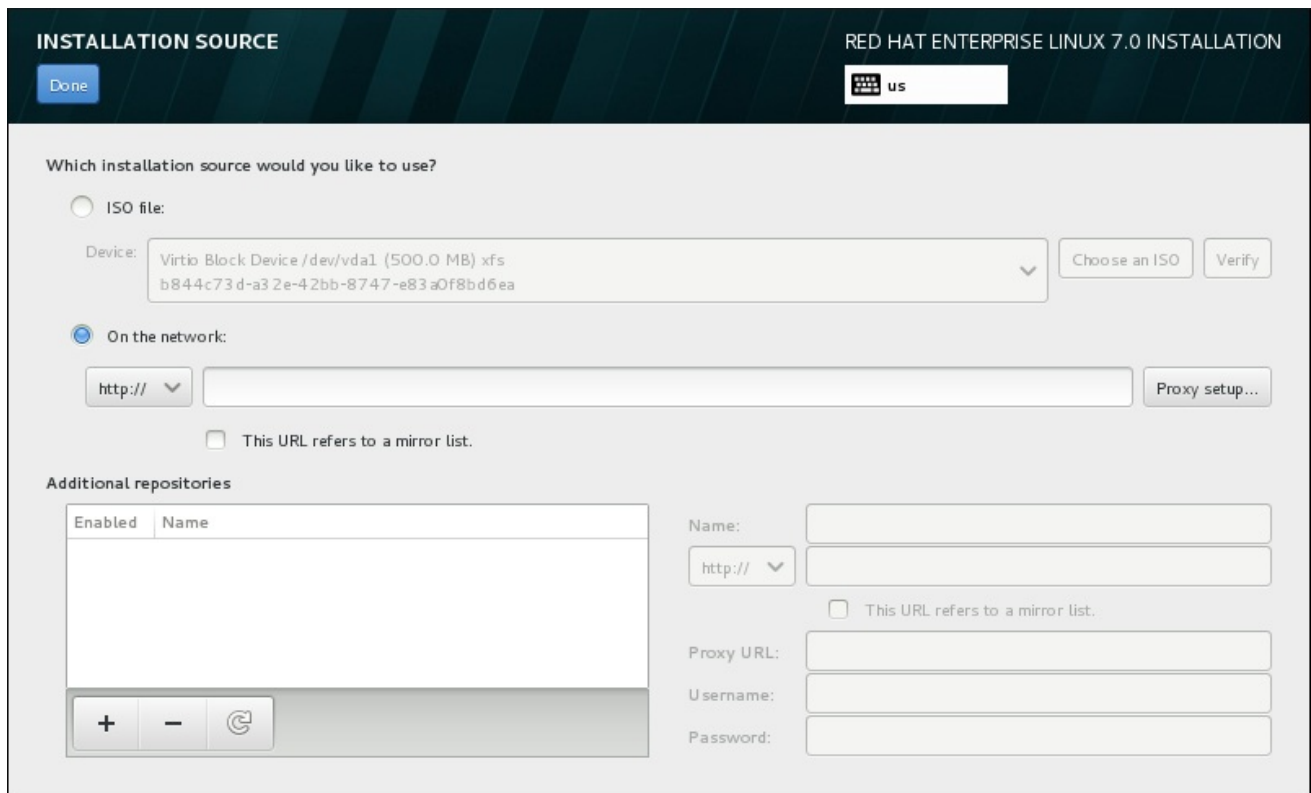 INSTALLATION SOURCE
RED HAT ENTERPRISE LINUX 7.0 INSTALLATION
Done
us
Which installation source would you like to use?
ISO file:
Device:
Virtio Block Device /dev/vda1 (500.0 MB) xfs
b844c73d-a32e-42bb-8747-e83a0f8bd6ea
Choose an ISO
Verify
On the network:
http://
Proxy setup...
This URL refers to a mirror list.
Additional repositories
Enabled Name
Name:
http://
This URL refers to a mirror list.
Proxy URL:
Username:
Password: